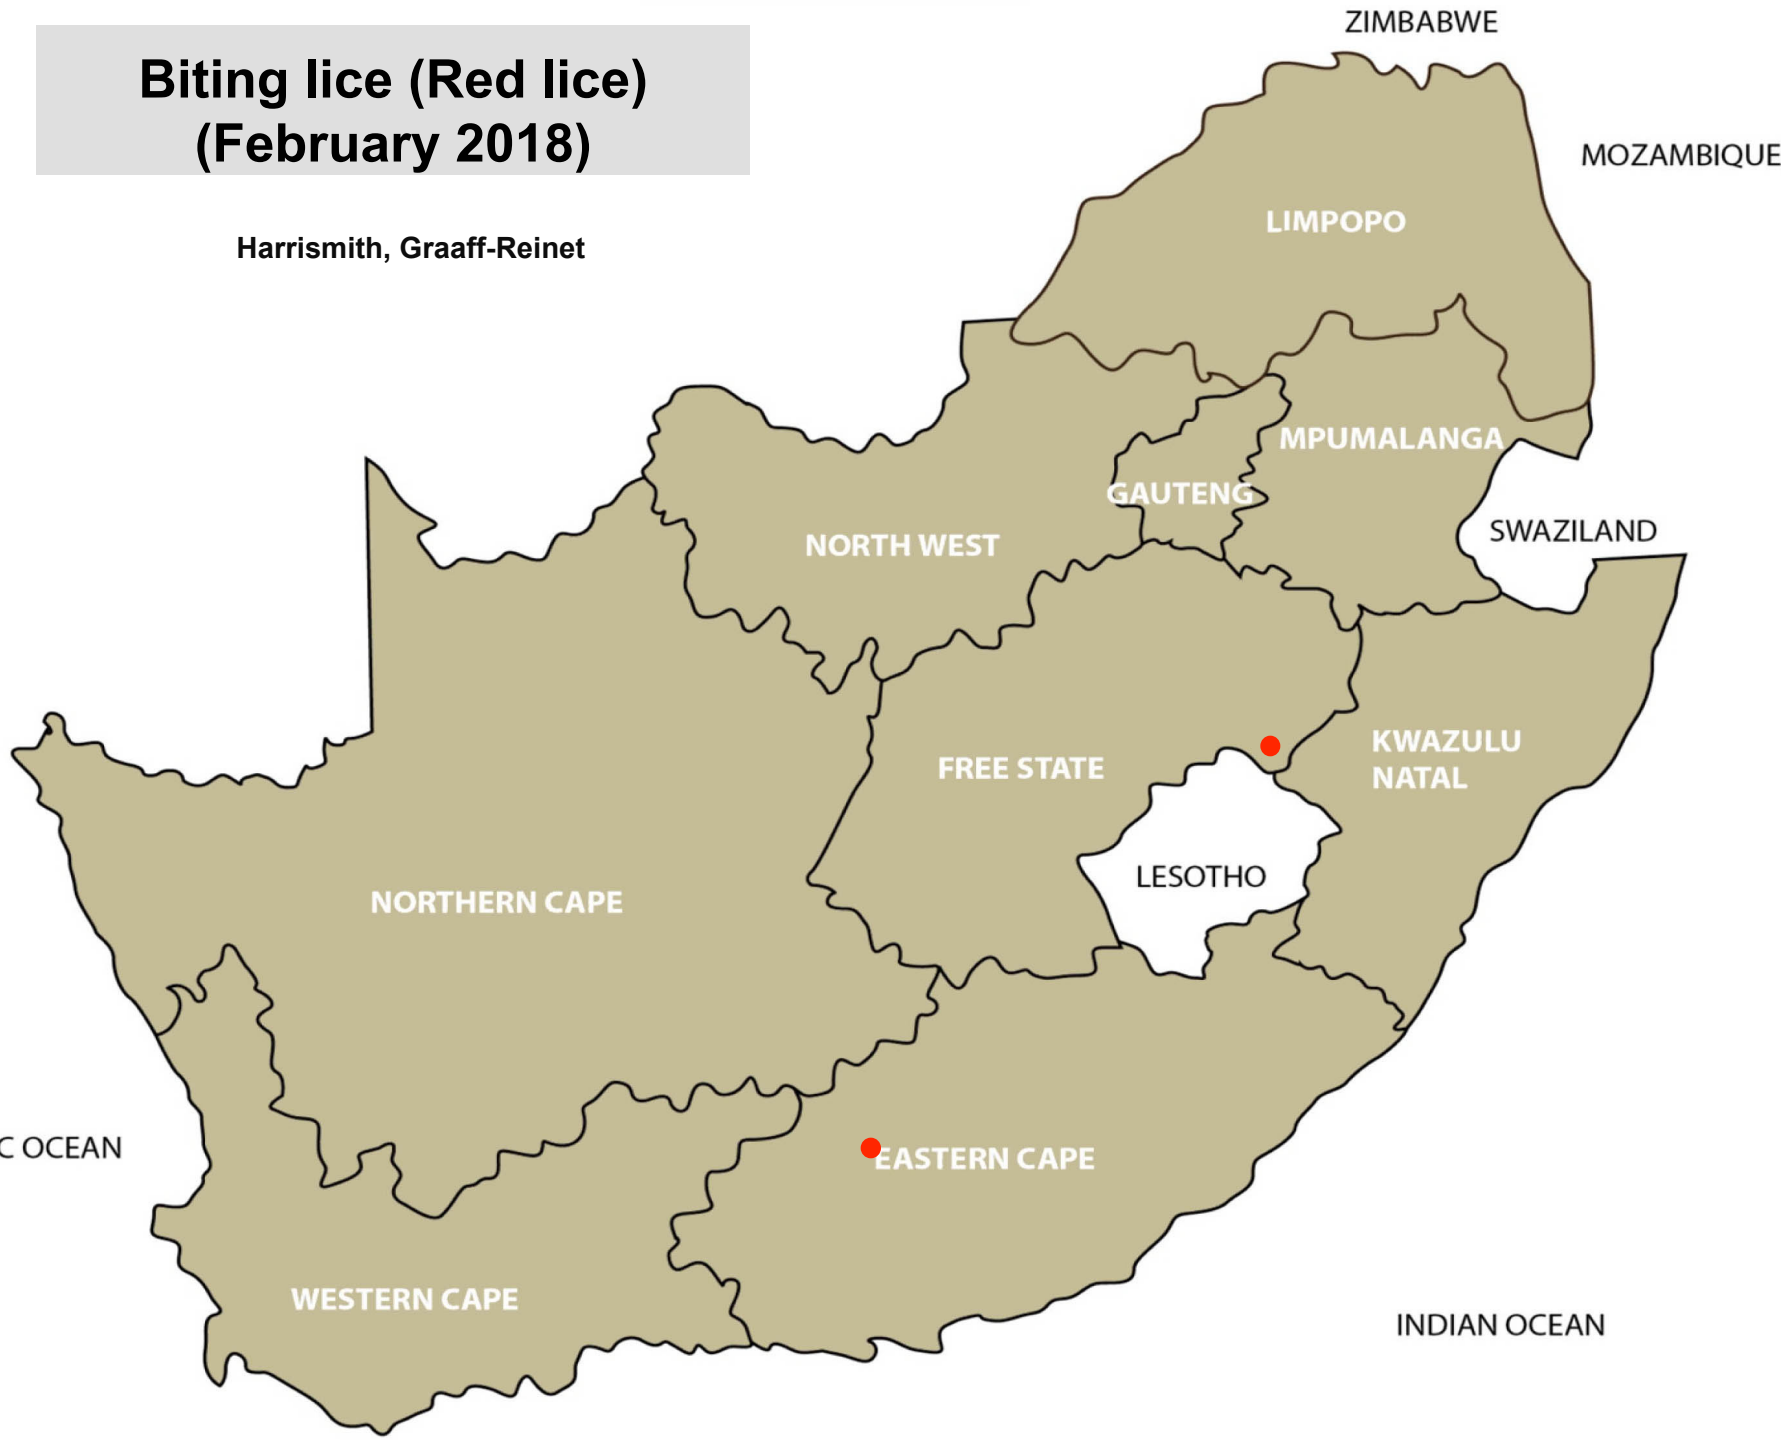 Biting lice (Red lice)
(February 2018)
Harrismith, Graaff-Reinet
ZIMBABWE
MOZAMBIQUE
LIMPOPO
MPUMALANGA
GAUTENG
SWAZILAND
NORTH WEST
KWAZULU
NATAL
FREE STATE
LESOTHO
NORTHERN CAPE
C OCEAN
EASTERN CAPE
WESTERN CAPE
INDIAN OCEAN